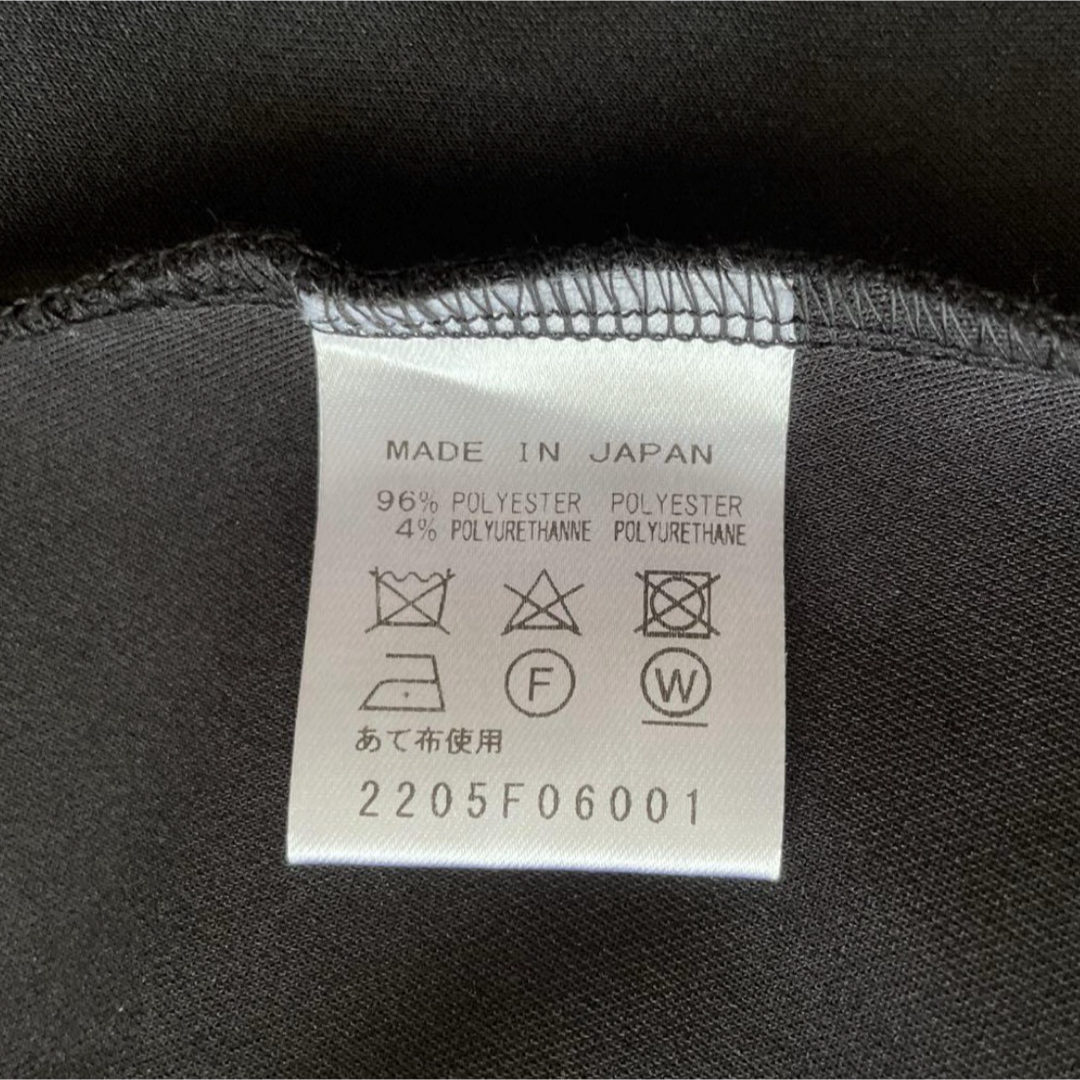 MADE IN JAPAN
96% POLYESTER POLYESTER
4% POLYURETHANNE POLYURETHANE
F W
あて布使用
2205F06001